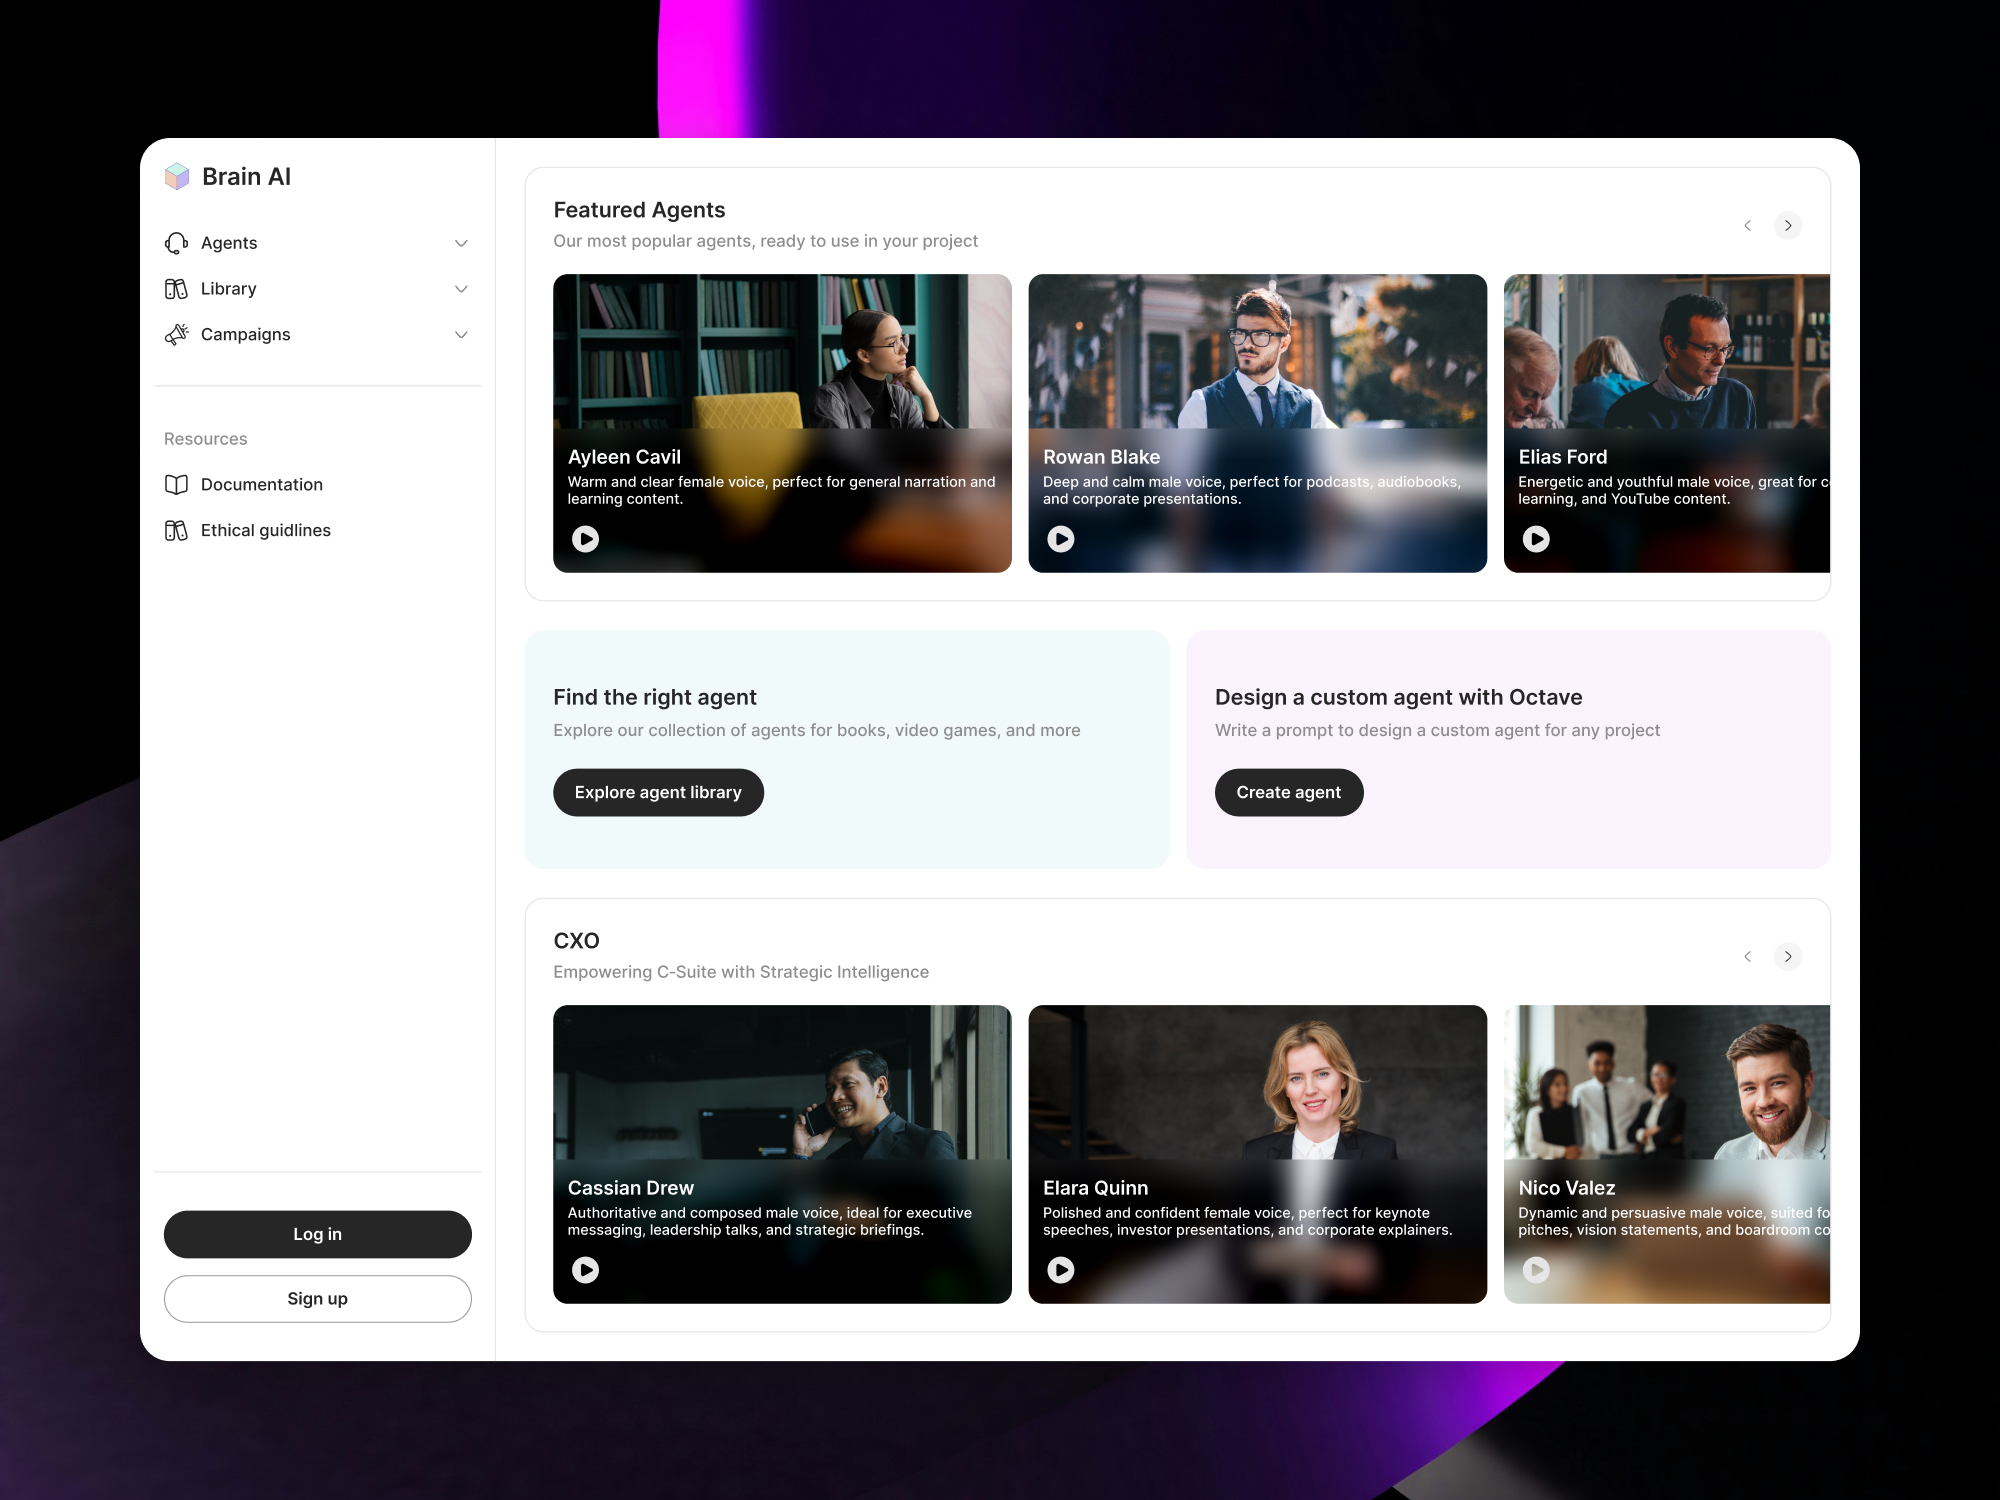 Brain AI
Agents
Library
Campaigns
Resources
Documentation
Ethical guidlines
Log in
Sign up
Featured Agents
Our most popular agents, ready to use in your project
Ayleen Cavil
Warm and clear female voice, perfect for general narration and
learning content.
Rowan Blake
Deep and calm male voice, perfect for podcasts, audiobooks,
and corporate presentations.
Elias Ford
Energetic and youthful male voice, great for
learning, and YouTube content.
Find the right agent
Explore our collection of agents for books, video games, and more
Explore agent library
Design a custom agent with Octave
Write a prompt to design a custom agent for any project
Create agent
CXO
Empowering C-Suite with Strategic Intelligence
Cassian Drew
Authoritative and composed male voice, ideal for executive
messaging, leadership talks, and strategic briefings.
Elara Quinn
Polished and confident female voice, perfect for keynote
speeches, investor presentations, and corporate explainers.
Nico Valez
Dynamic and persuasive male voice, suited
pitches, vision statements, and boardroom